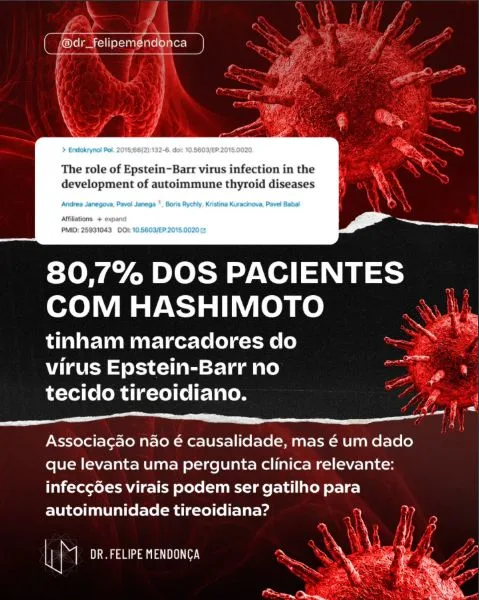 @dr_felipemendonca
> Endokrynol Pol. 2015;66(2):132-6. doi: 10.5603/EP.2015.0020.
The role of Epstein-Barr virus infection in the
development of autoimmune thyroid diseases
Andrea Janegova, Pavol Janega 1, Boris Rychly, Kristina Kuracinova, Pavel Babal
Affiliations + expand
PMID: 25931043 DOI: 10.5603/EP.2015.0020
80,7% DOS PACIENTES
COM HASHIMOTO
tinham marcadores do
vírus Epstein-Barr no
tecido tireoidiano.
Associação não é causalidade, mas é um dado
que levanta uma pergunta clínica relevante:
infecções virais podem ser gatilho para
autoimunidade tireoidiana?
DR. FELIPE MENDONÇA